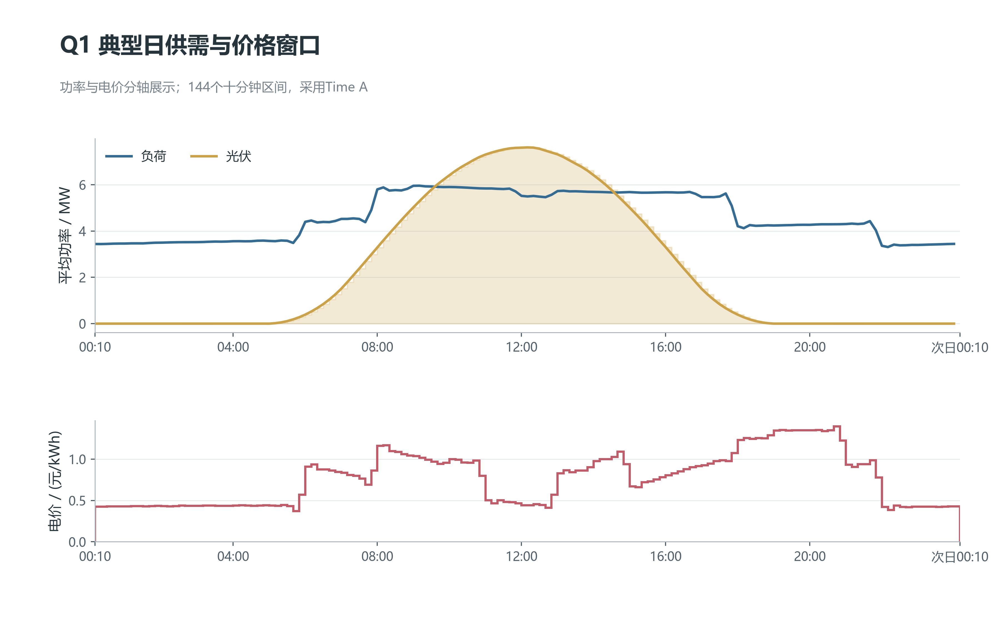 Q1 典型日供需与价格窗口
功率与电价分轴展示；144个十分钟区间，采用Time A
负荷 光伏
平均功率 / MW
6
4
2
0
00:10 04:00 08:00 12:00 16:00 20:00 次日00:10
电价 / (元/kWh)
1.0
0.5
0.0
00:10 04:00 08:00 12:00 16:00 20:00 次日00:10